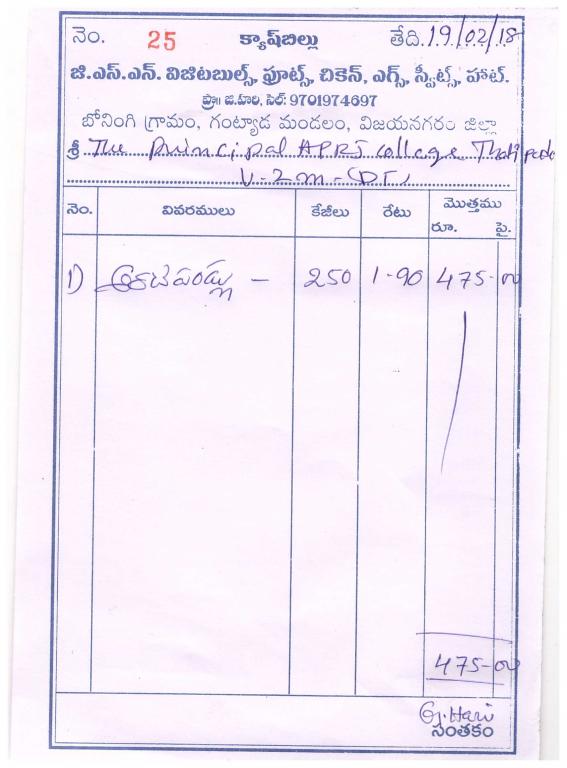 నెం. 25 క్యాష్‌బిల్లు తేది. 19/02/18
జి.ఎస్.ఎన్. విజిటబుల్స్, ఫ్రూట్స్, చికెన్, ఎగ్స్, స్వీట్స్, హాట్.
ప్రొ॥ జి.హరి, సెల్: 9701974697
బోనింగి గ్రామం, గంట్యాడ మండలం, విజయనగరం జిల్లా
శ్రీ The Principal APRJ College
V-Zm-(DT)
నెం. వివరములు కేజీలు రేటు మొత్తము
రూ. పై.
1) అరటిపండ్లు - 250 1-90 475-00
475-00
G. Hari
సంతకం